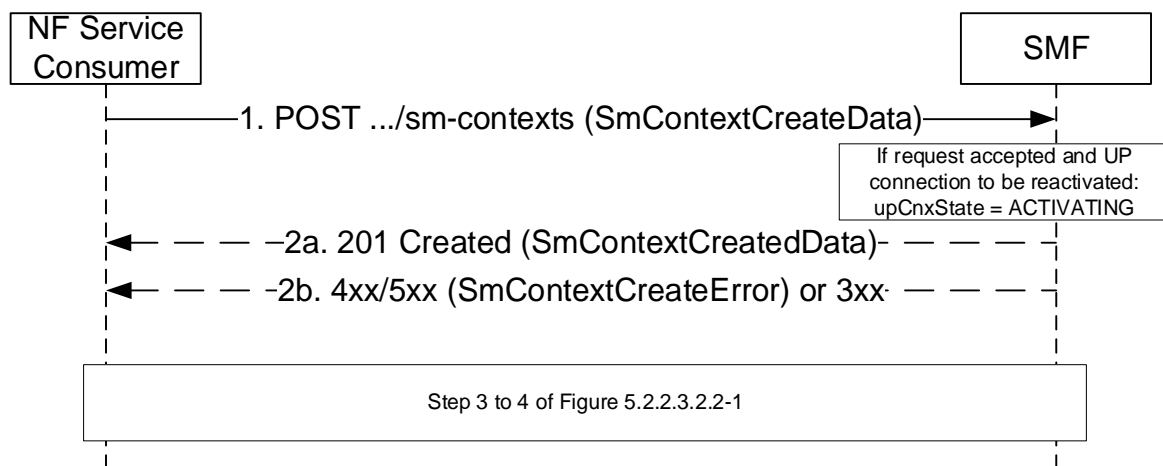 NF Service
Consumer
SMF
1. POST .../sm-contexts (SmContextCreateData)
If request accepted and UP
connection to be reactivated:
upCnxState = ACTIVATING
2a. 201 Created (SmContextCreatedData)
2b. 4xx/5xx (SmContextCreateError) or 3xx
Step 3 to 4 of Figure 5.2.2.3.2.2-1